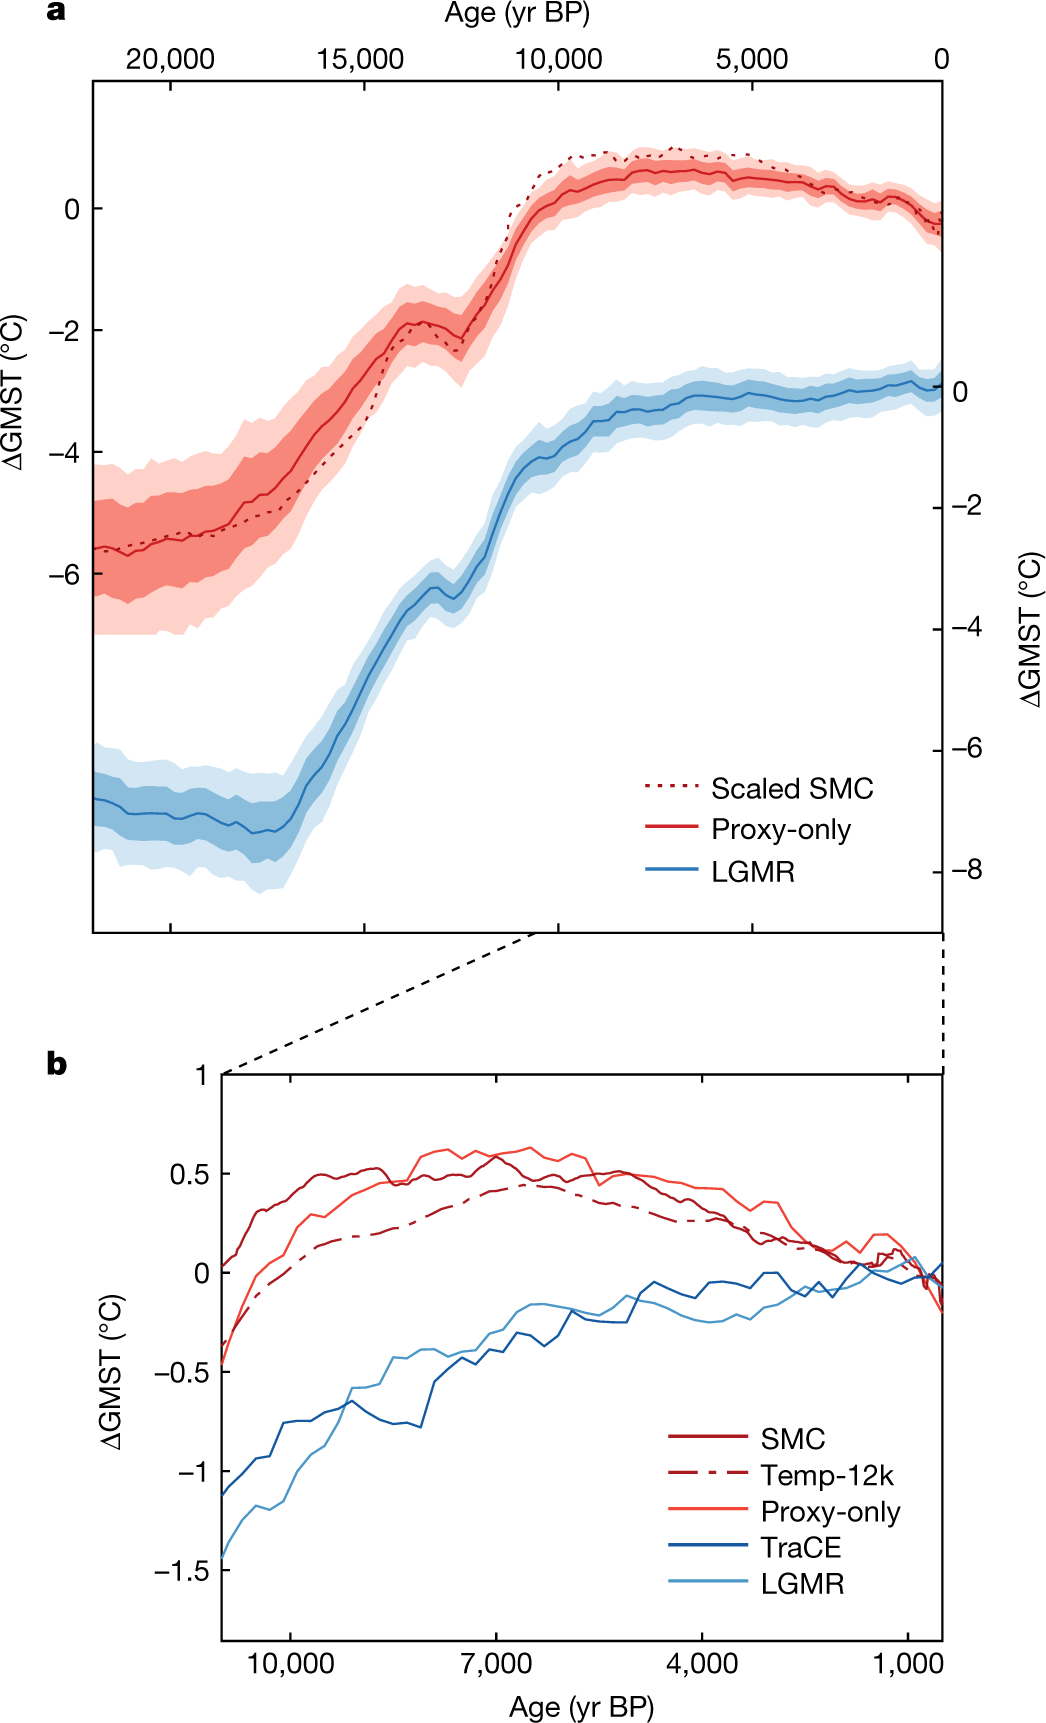 a
Age (yr BP)
20,000 15,000 10,000 5,000 0
0
−2
−4
−6
ΔGMST (°C)
0
−2
−4
−6
−8
ΔGMST (°C)
Scaled SMC
Proxy-only
LGMR
b
1
0.5
0
−0.5
−1
−1.5
ΔGMST (°C)
SMC
Temp-12k
Proxy-only
TraCE
LGMR
10,000 7,000 4,000 1,000
Age (yr BP)